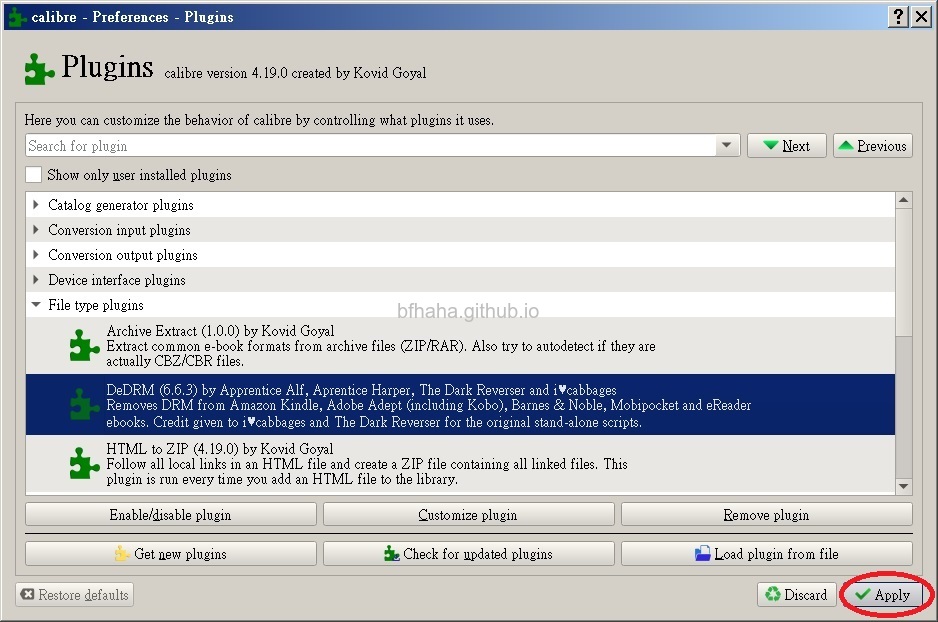 calibre - Preferences - Plugins
Plugins calibre version 4.19.0 created by Kovid Goyal
Here you can customize the behavior of calibre by controlling what plugins it uses.
Search for plugin
Next
Previous
Show only user installed plugins
Catalog generator plugins
Conversion input plugins
Conversion output plugins
Device interface plugins
File type plugins
bfhaha.github.io
Archive Extract (1.0.0) by Kovid Goyal
Extract common e-book formats from archive files (ZIP/RAR). Also try to autodetect if they are
actually CBZ/CBR files.
DeDRM (6.6.3) by Apprentice Alf, Aprentice Harper, The Dark Reverser and i♥cabbages
Removes DRM from Amazon Kindle, Adobe Adept (including Kobo), Barnes & Noble, Mobipocket and eReader
ebooks. Credit given to i♥cabbages and The Dark Reverser for the original stand-alone scripts.
HTML to ZIP (4.19.0) by Kovid Goyal
Follow all local links in an HTML file and create a ZIP file containing all linked files. This
plugin is run every time you add an HTML file to the library.
Enable/disable plugin
Customize plugin
Remove plugin
Get new plugins
Check for updated plugins
Load plugin from file
Restore defaults
Discard
Apply